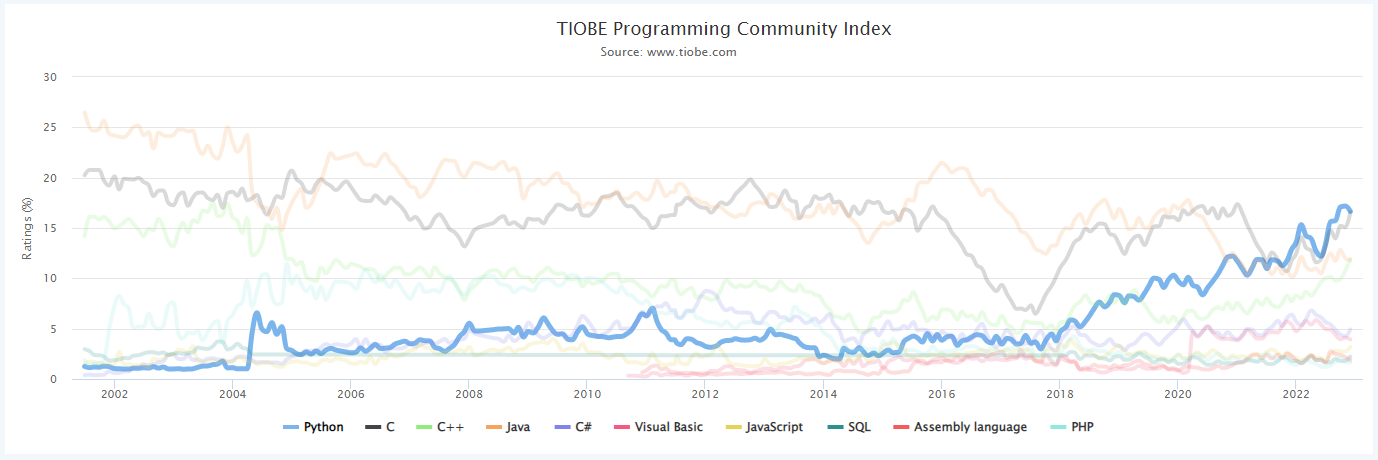 TIOBE Programming Community Index
Source: www.tiobe.com
30
25
20
15
10
5
0
Ratings (%)
2002 2004 2006 2008 2010 2012 2014 2016 2018 2020 2022
Python C C++ Java C# Visual Basic JavaScript SQL Assembly language PHP